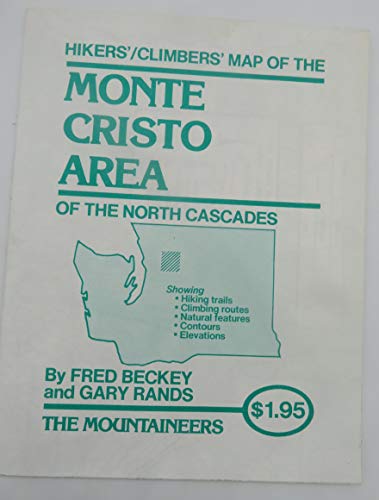 HIKERS'/CLIMBERS' MAP OF THE
MONTE
CRISTO
AREA
OF THE NORTH CASCADES
Showing
• Hiking trails
• Climbing routes
• Natural features
• Contours
• Elevations
By FRED BECKEY
and GARY RANDS
$1.95
THE MOUNTAINEERS